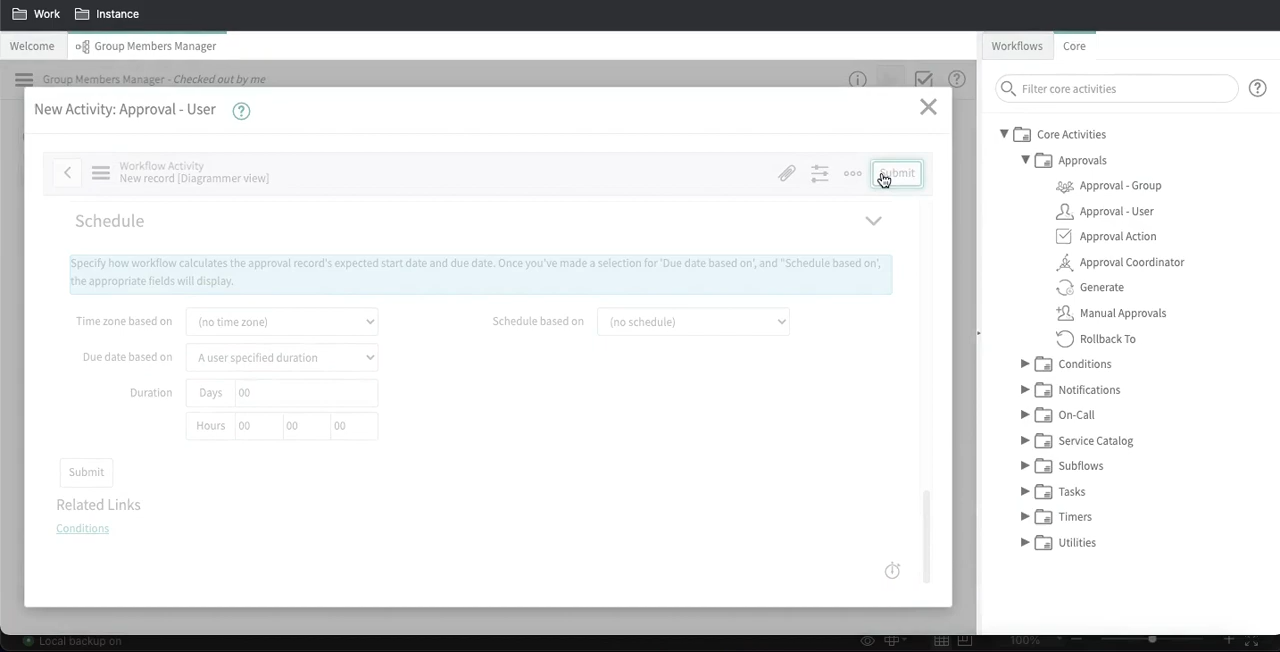 Work
Instance
Welcome
Group Members Manager
Workflows
Core
Group Members Manager - Checked out by me
Filter core activities
New Activity: Approval - User
Core Activities
Approvals
Approval - Group
Approval - User
Approval Action
Approval Coordinator
Generate
Manual Approvals
Rollback To
Conditions
Notifications
On-Call
Service Catalog
Subflows
Tasks
Timers
Utilities
Workflow Activity
New record [Diagrammer view]
Submit
Schedule
Specify how workflow calculates the approval record's expected start date and due date. Once you've made a selection for 'Due date based on', and "Schedule based on',
the appropriate fields will display.
Time zone based on
(no time zone)
Schedule based on
(no schedule)
Due date based on
A user specified duration
Duration
Days
00
Hours
00
00
00
Submit
Related Links
Conditions
Local backup on
100%